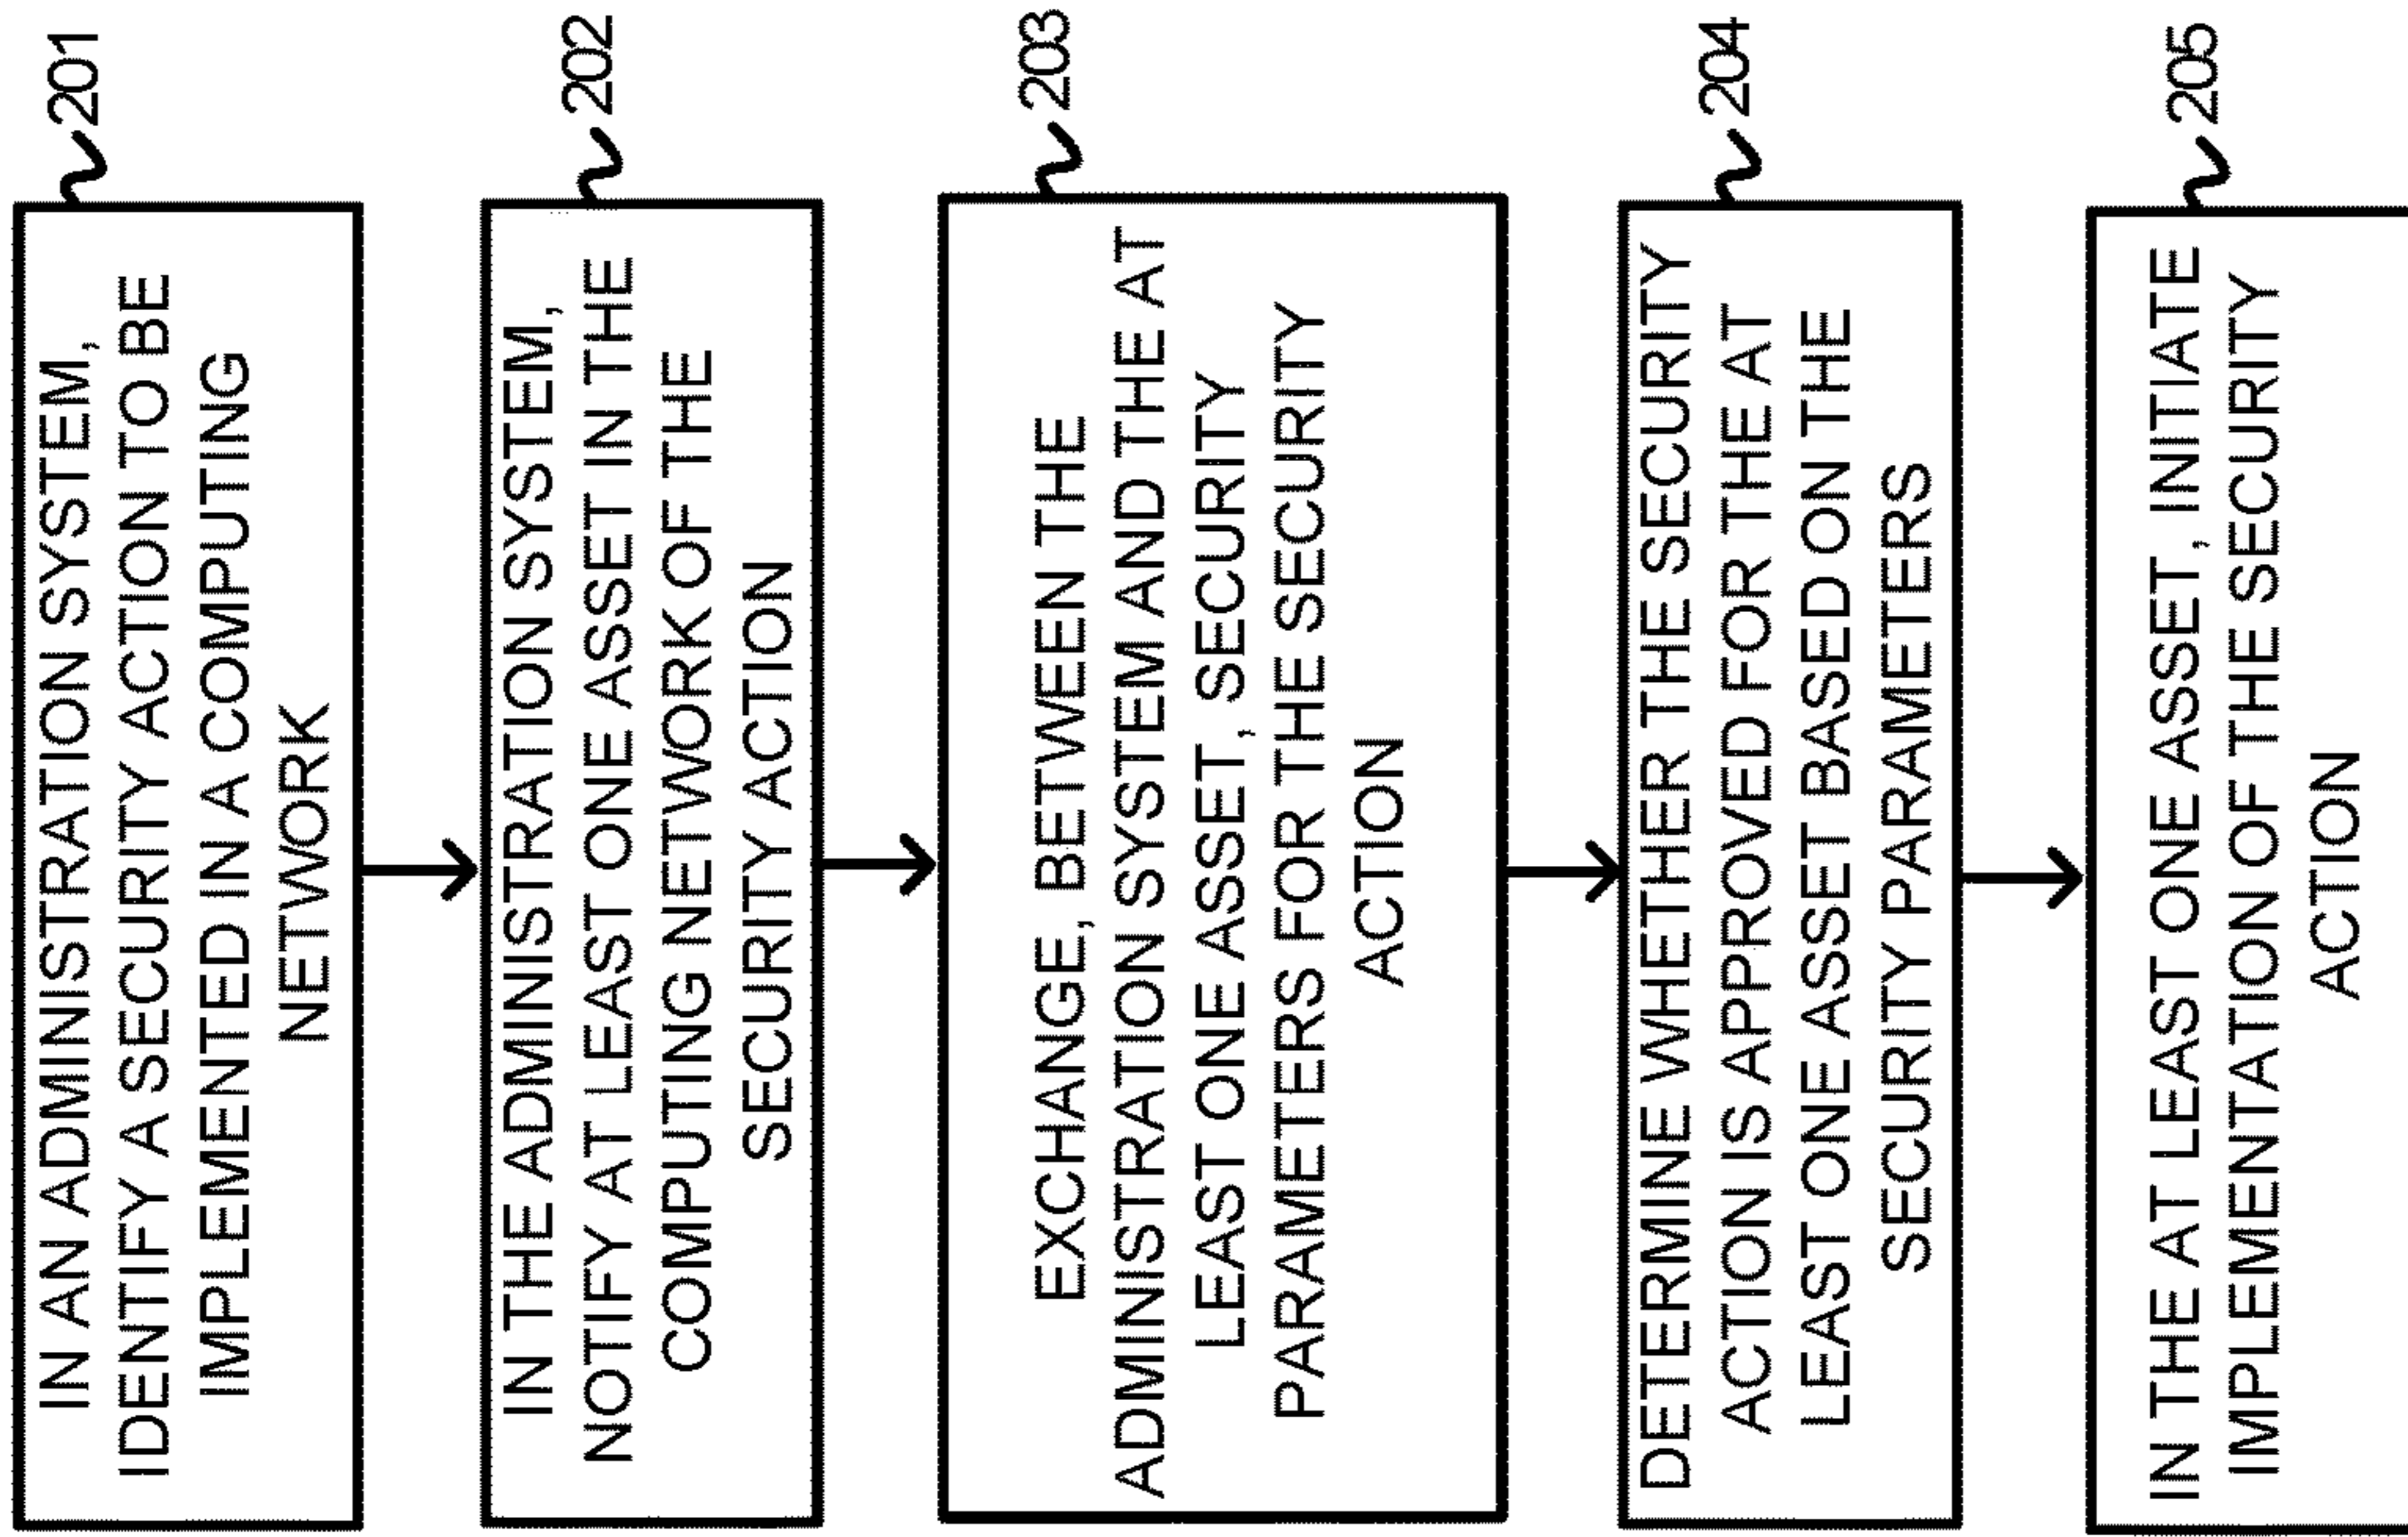 201
IN AN ADMINISTRATION SYSTEM,
IDENTIFY A SECURITY ACTION TO BE
IMPLEMENTED IN A COMPUTING
NETWORK
202
IN THE ADMINISTRATION SYSTEM,
NOTIFY AT LEAST ONE ASSET IN THE
COMPUTING NETWORK OF THE
SECURITY ACTION
203
EXCHANGE, BETWEEN THE
ADMINISTRATION SYSTEM AND THE AT
LEAST ONE ASSET, SECURITY
PARAMETERS FOR THE SECURITY
ACTION
204
DETERMINE WHETHER THE SECURITY
ACTION IS APPROVED FOR THE AT
LEAST ONE ASSET BASED ON THE
SECURITY PARAMETERS
205
IN THE AT LEAST ONE ASSET, INITIATE
IMPLEMENTATION OF THE SECURITY
ACTION